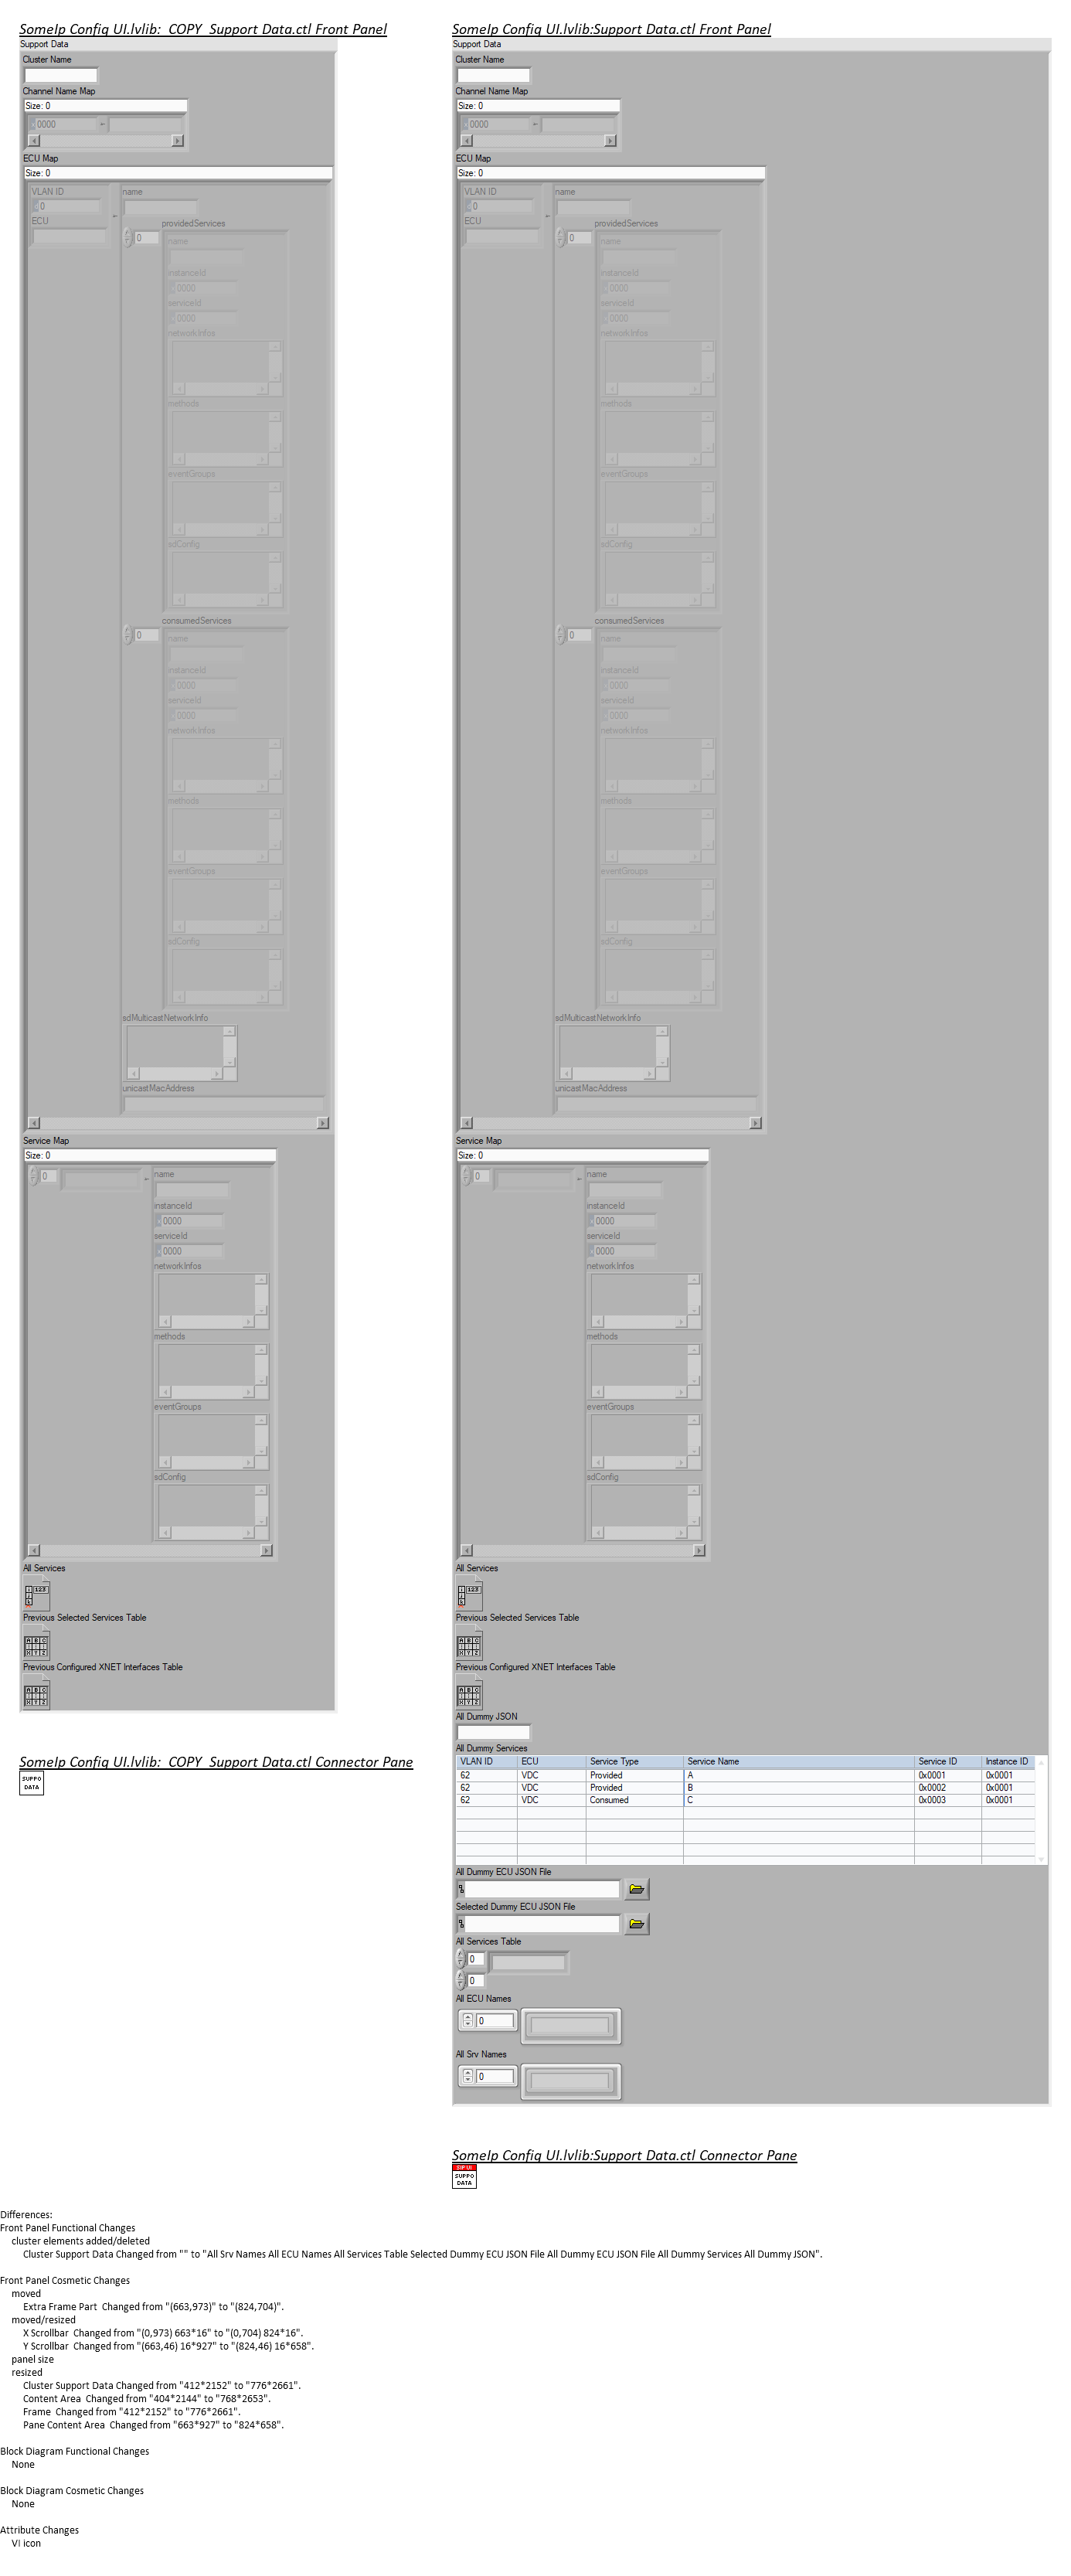 SomeIp Config UI.lvlib:_COPY_Support Data.ctl Front Panel
Support Data
Cluster Name
Channel Name Map
Size: 0
0000
ECU Map
Size: 0
VLAN ID
0
ECU
name
providedServices
0
name
instanceId
0000
serviceId
0000
networkInfos
methods
eventGroups
sdConfig
consumedServices
0
name
instanceId
0000
serviceId
0000
networkInfos
methods
eventGroups
sdConfig
sdMulticastNetworkInfo
unicastMacAddress
Service Map
Size: 0
0
name
instanceId
0000
serviceId
0000
networkInfos
methods
eventGroups
sdConfig
All Services
Previous Selected Services Table
Previous Configured XNET Interfaces Table
SomeIp Config UI.lvlib:_COPY_Support Data.ctl Connector Pane
SUPPO
DATA
SomeIp Config UI.lvlib:Support Data.ctl Front Panel
Support Data
Cluster Name
Channel Name Map
Size: 0
0000
ECU Map
Size: 0
VLAN ID
0
ECU
name
providedServices
0
name
instanceId
0000
serviceId
0000
networkInfos
methods
eventGroups
sdConfig
consumedServices
0
name
instanceId
0000
serviceId
0000
networkInfos
methods
eventGroups
sdConfig
sdMulticastNetworkInfo
unicastMacAddress
Service Map
Size: 0
0
name
instanceId
0000
serviceId
0000
networkInfos
methods
eventGroups
sdConfig
All Services
Previous Selected Services Table
Previous Configured XNET Interfaces Table
All Dummy JSON
All Dummy Services
VLAN ID ECU Service Type Service Name Service ID Instance ID
62 VDC Provided A 0x0001 0x0001
62 VDC Provided B 0x0002 0x0001
62 VDC Consumed C 0x0003 0x0001
All Dummy ECU JSON File
Selected Dummy ECU JSON File
All Services Table
0
0
All ECU Names
0
All Srv Names
0
SomeIp Config UI.lvlib:Support Data.ctl Connector Pane
SIP UI
SUPPO
DATA
Differences:
Front Panel Functional Changes
cluster elements added/deleted
Cluster Support Data Changed from "" to "All Srv Names All ECU Names All Services Table Selected Dummy ECU JSON File All Dummy ECU JSON File All Dummy Services All Dummy JSON".
Front Panel Cosmetic Changes
moved
Extra Frame Part  Changed from "(663,973)" to "(824,704)".
moved/resized
X Scrollbar  Changed from "(0,973) 663*16" to "(0,704) 824*16".
Y Scrollbar  Changed from "(663,46) 16*927" to "(824,46) 16*658".
panel size
resized
Cluster Support Data Changed from "412*2152" to "776*2661".
Content Area  Changed from "404*2144" to "768*2653".
Frame  Changed from "412*2152" to "776*2661".
Pane Content Area  Changed from "663*927" to "824*658".
Block Diagram Functional Changes
None
Block Diagram Cosmetic Changes
None
Attribute Changes
VI icon